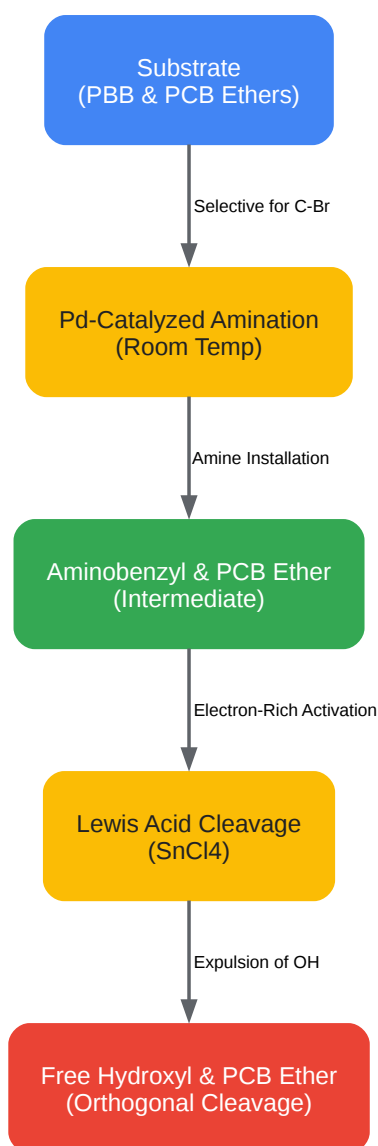 Substrate
(PBB & PCB Ethers)
Selective for C-Br
Pd-Catalyzed Amination
(Room Temp)
Amine Installation
Aminobenzyl & PCB Ether
(Intermediate)
Electron-Rich Activation
Lewis Acid Cleavage
(SnCl4)
Expulsion of OH
Free Hydroxyl & PCB Ether
(Orthogonal Cleavage)